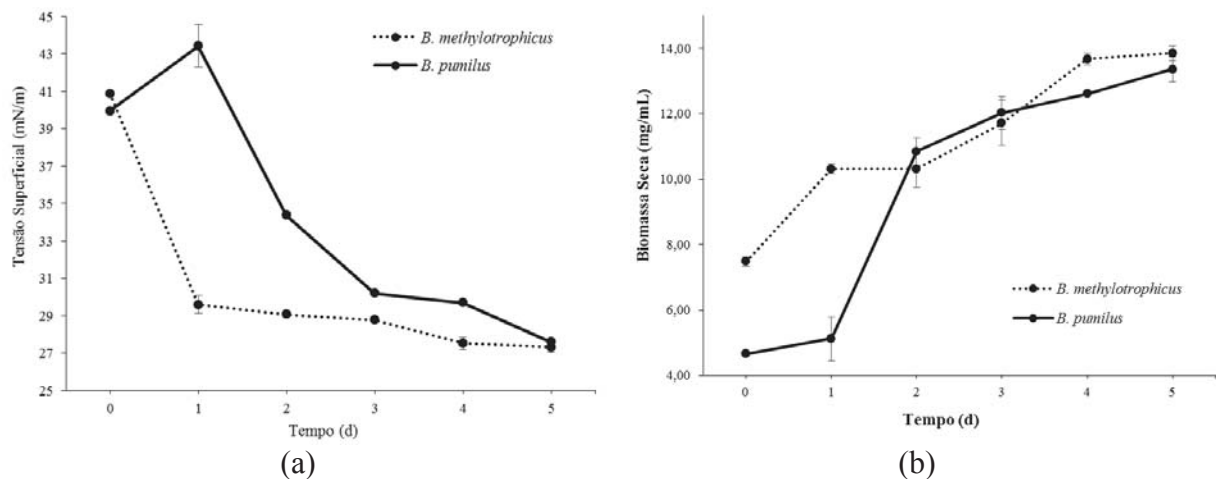 45
43
41
39
37
35
33
31
29
27
25
Tensão Superficial (mN/m)
B. methylotrophicus
B. pumilus
0 1 2 3 4 5
Tempo (d)
(a)
14,00
12,00
10,00
8,00
6,00
4,00
Biomassa Seca (mg/mL)
B. methylotrophicus
B. pumilus
0 1 2 3 4 5
Tempo (d)
(b)